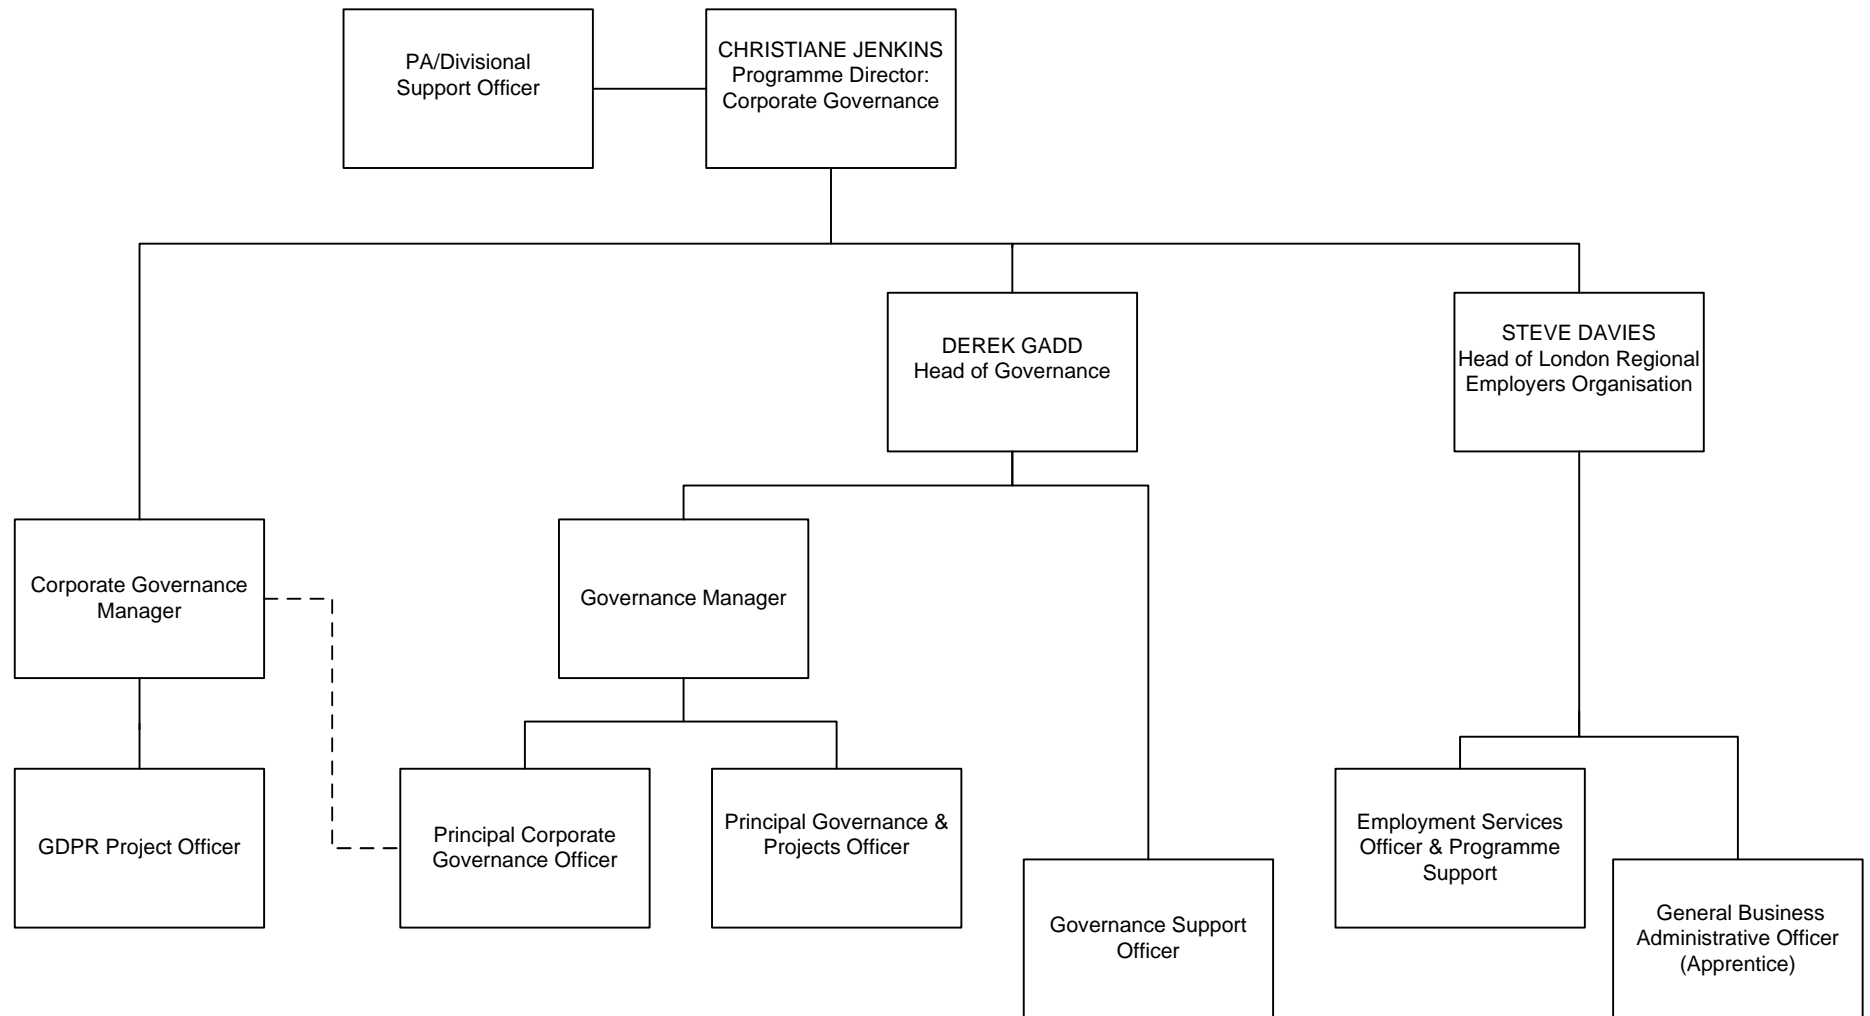 PA/Divisional
Support Officer
CHRISTIANE JENKINS
Programme Director:
Corporate Governance
DEREK GADD
Head of Governance
STEVE DAVIES
Head of London Regional
Employers Organisation
Corporate Governance
Manager
Governance Manager
GDPR Project Officer
Principal Corporate
Governance Officer
Principal Governance &
Projects Officer
Governance Support
Officer
Employment Services
Officer & Programme
Support
General Business
Administrative Officer
(Apprentice)